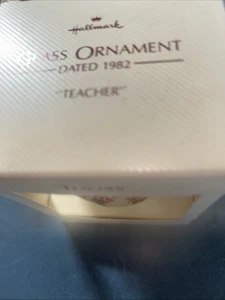 Hallmark
ASS ORNAMENT
DATED 1982
"TEACHER"